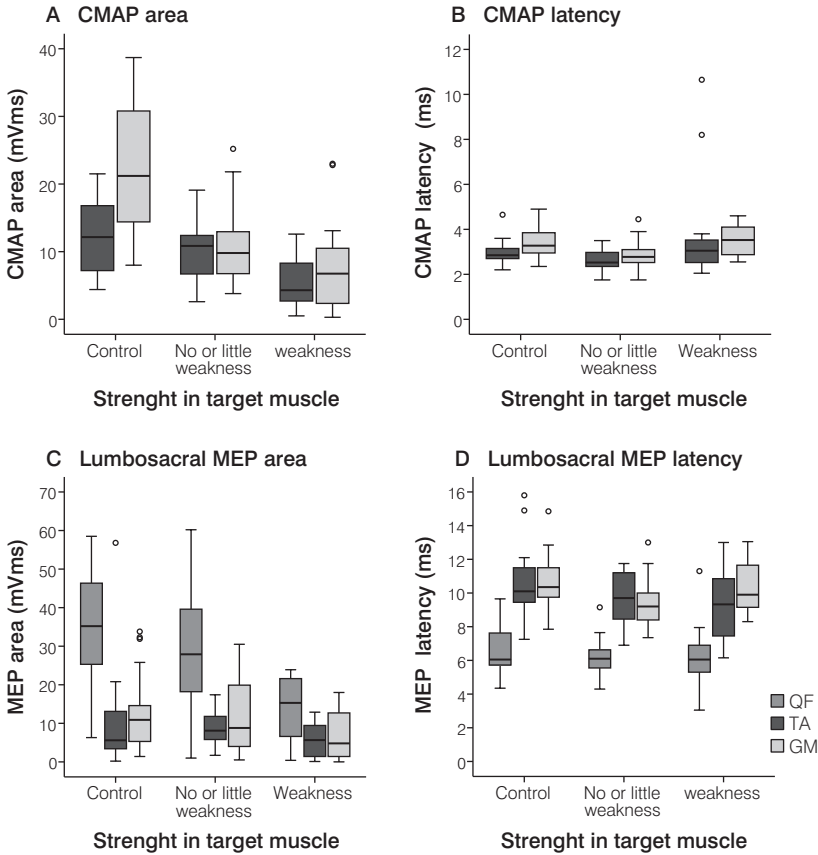 A CMAP area
CMAP area (mVms)
40
30
20
10
0
Control
No or little
weakness
weakness
Strenght in target muscle
B CMAP latency
CMAP latency (ms)
12
10
8
6
4
2
0
Control
No or little
weakness
Weakness
Strenght in target muscle
C Lumbosacral MEP area
MEP area (mVms)
70
60
50
40
30
20
10
0
Control
No or little
weakness
Weakness
Strenght in target muscle
D Lumbosacral MEP latency
MEP latency (ms)
16
14
12
10
8
6
4
2
0
Control
No or little
weakness
weakness
Strenght in target muscle
QF
TA
GM